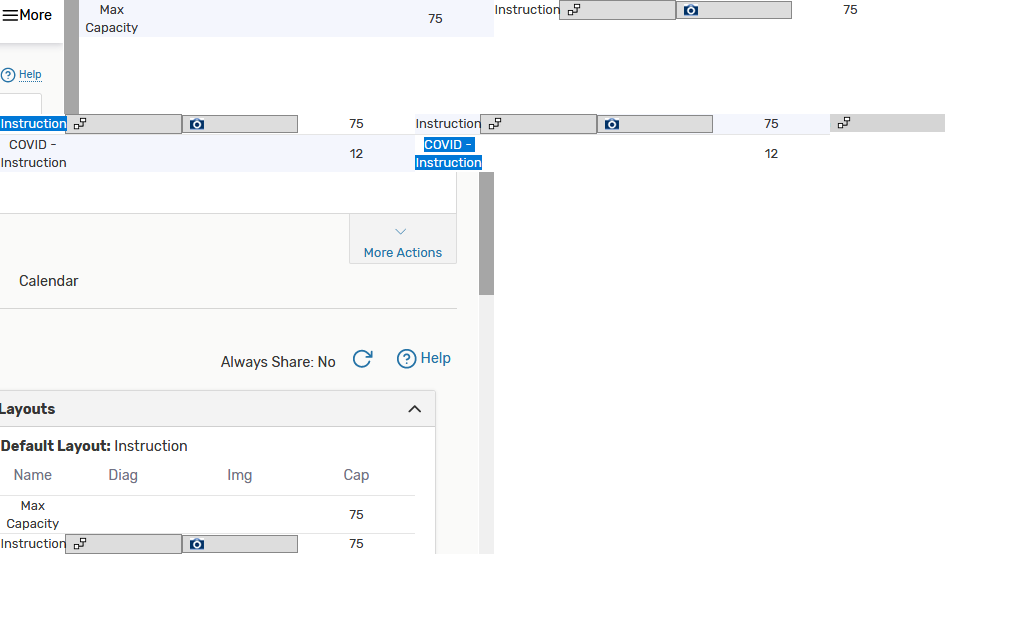 More
Max
Capacity
75
Instruction
75
Help
Instruction
75
Instruction
75
COVID -
Instruction
12
COVID -
Instruction
12
More Actions
Calendar
Always Share: No
Help
Layouts
Default Layout: Instruction
Name Diag Img Cap
Max
Capacity
75
Instruction
75